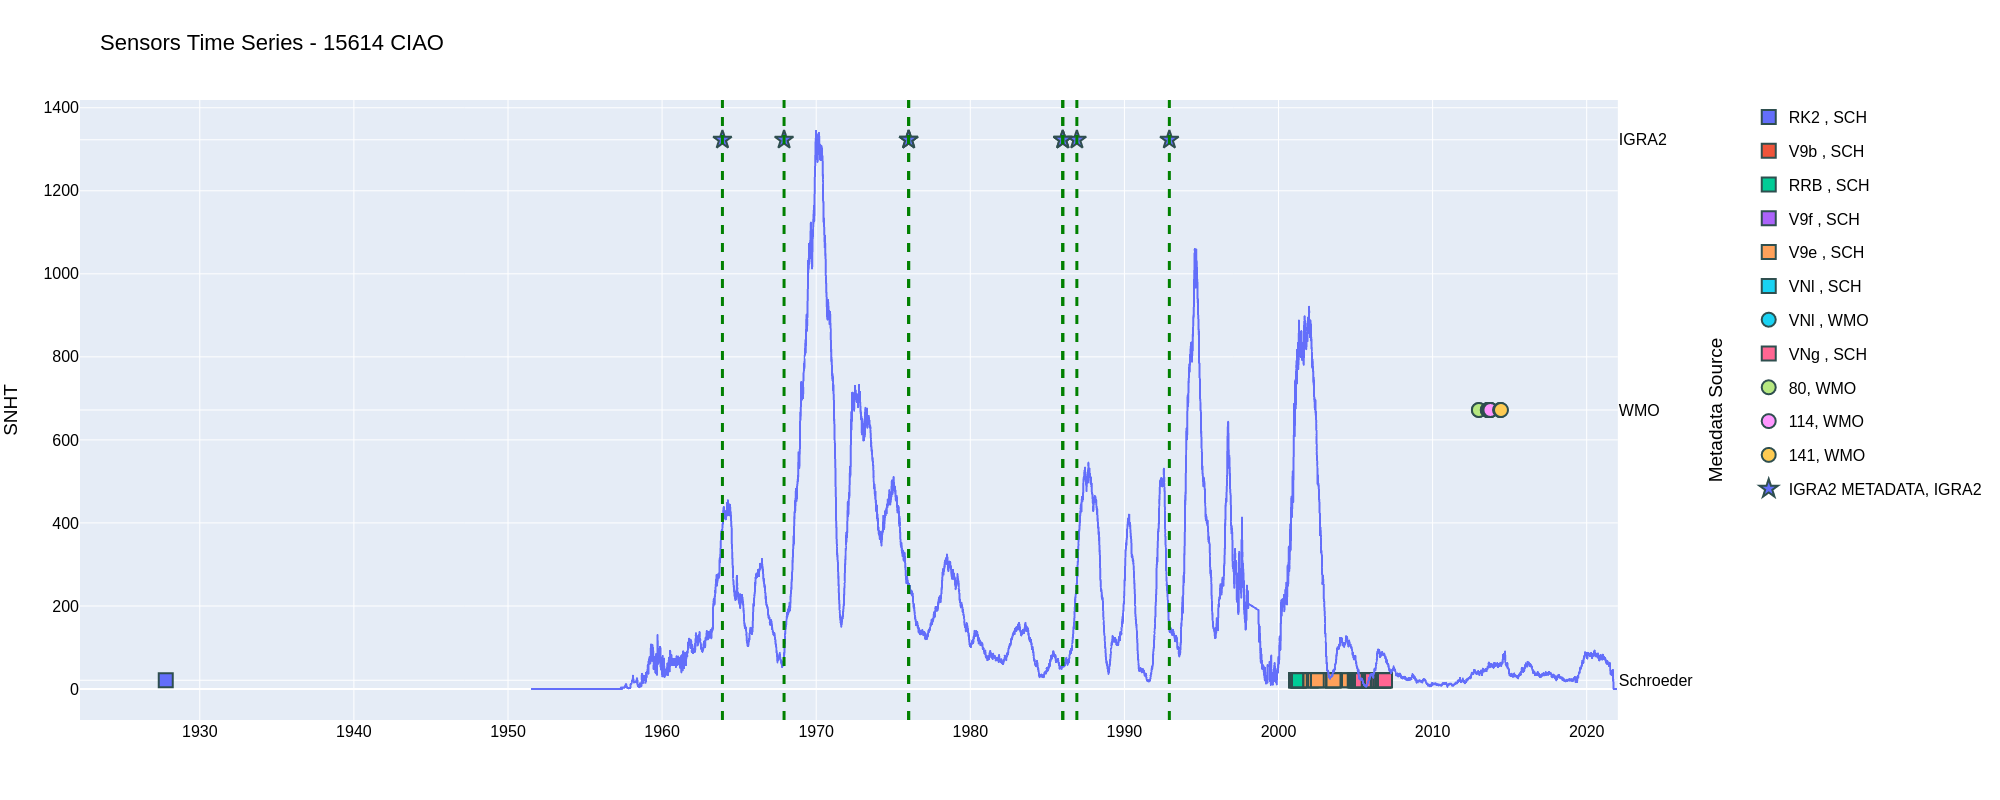 Sensors Time Series - 15614 CIAO
SNHT
1400
1200
1000
800
600
400
200
0
1930
1940
1950
1960
1970
1980
1990
2000
2010
2020
IGRA2
WMO
Schroeder
Metadata Source
RK2 , SCH
V9b , SCH
RRB , SCH
V9f , SCH
V9e , SCH
VNl , SCH
VNl , WMO
VNg , SCH
80, WMO
114, WMO
141, WMO
IGRA2 METADATA, IGRA2